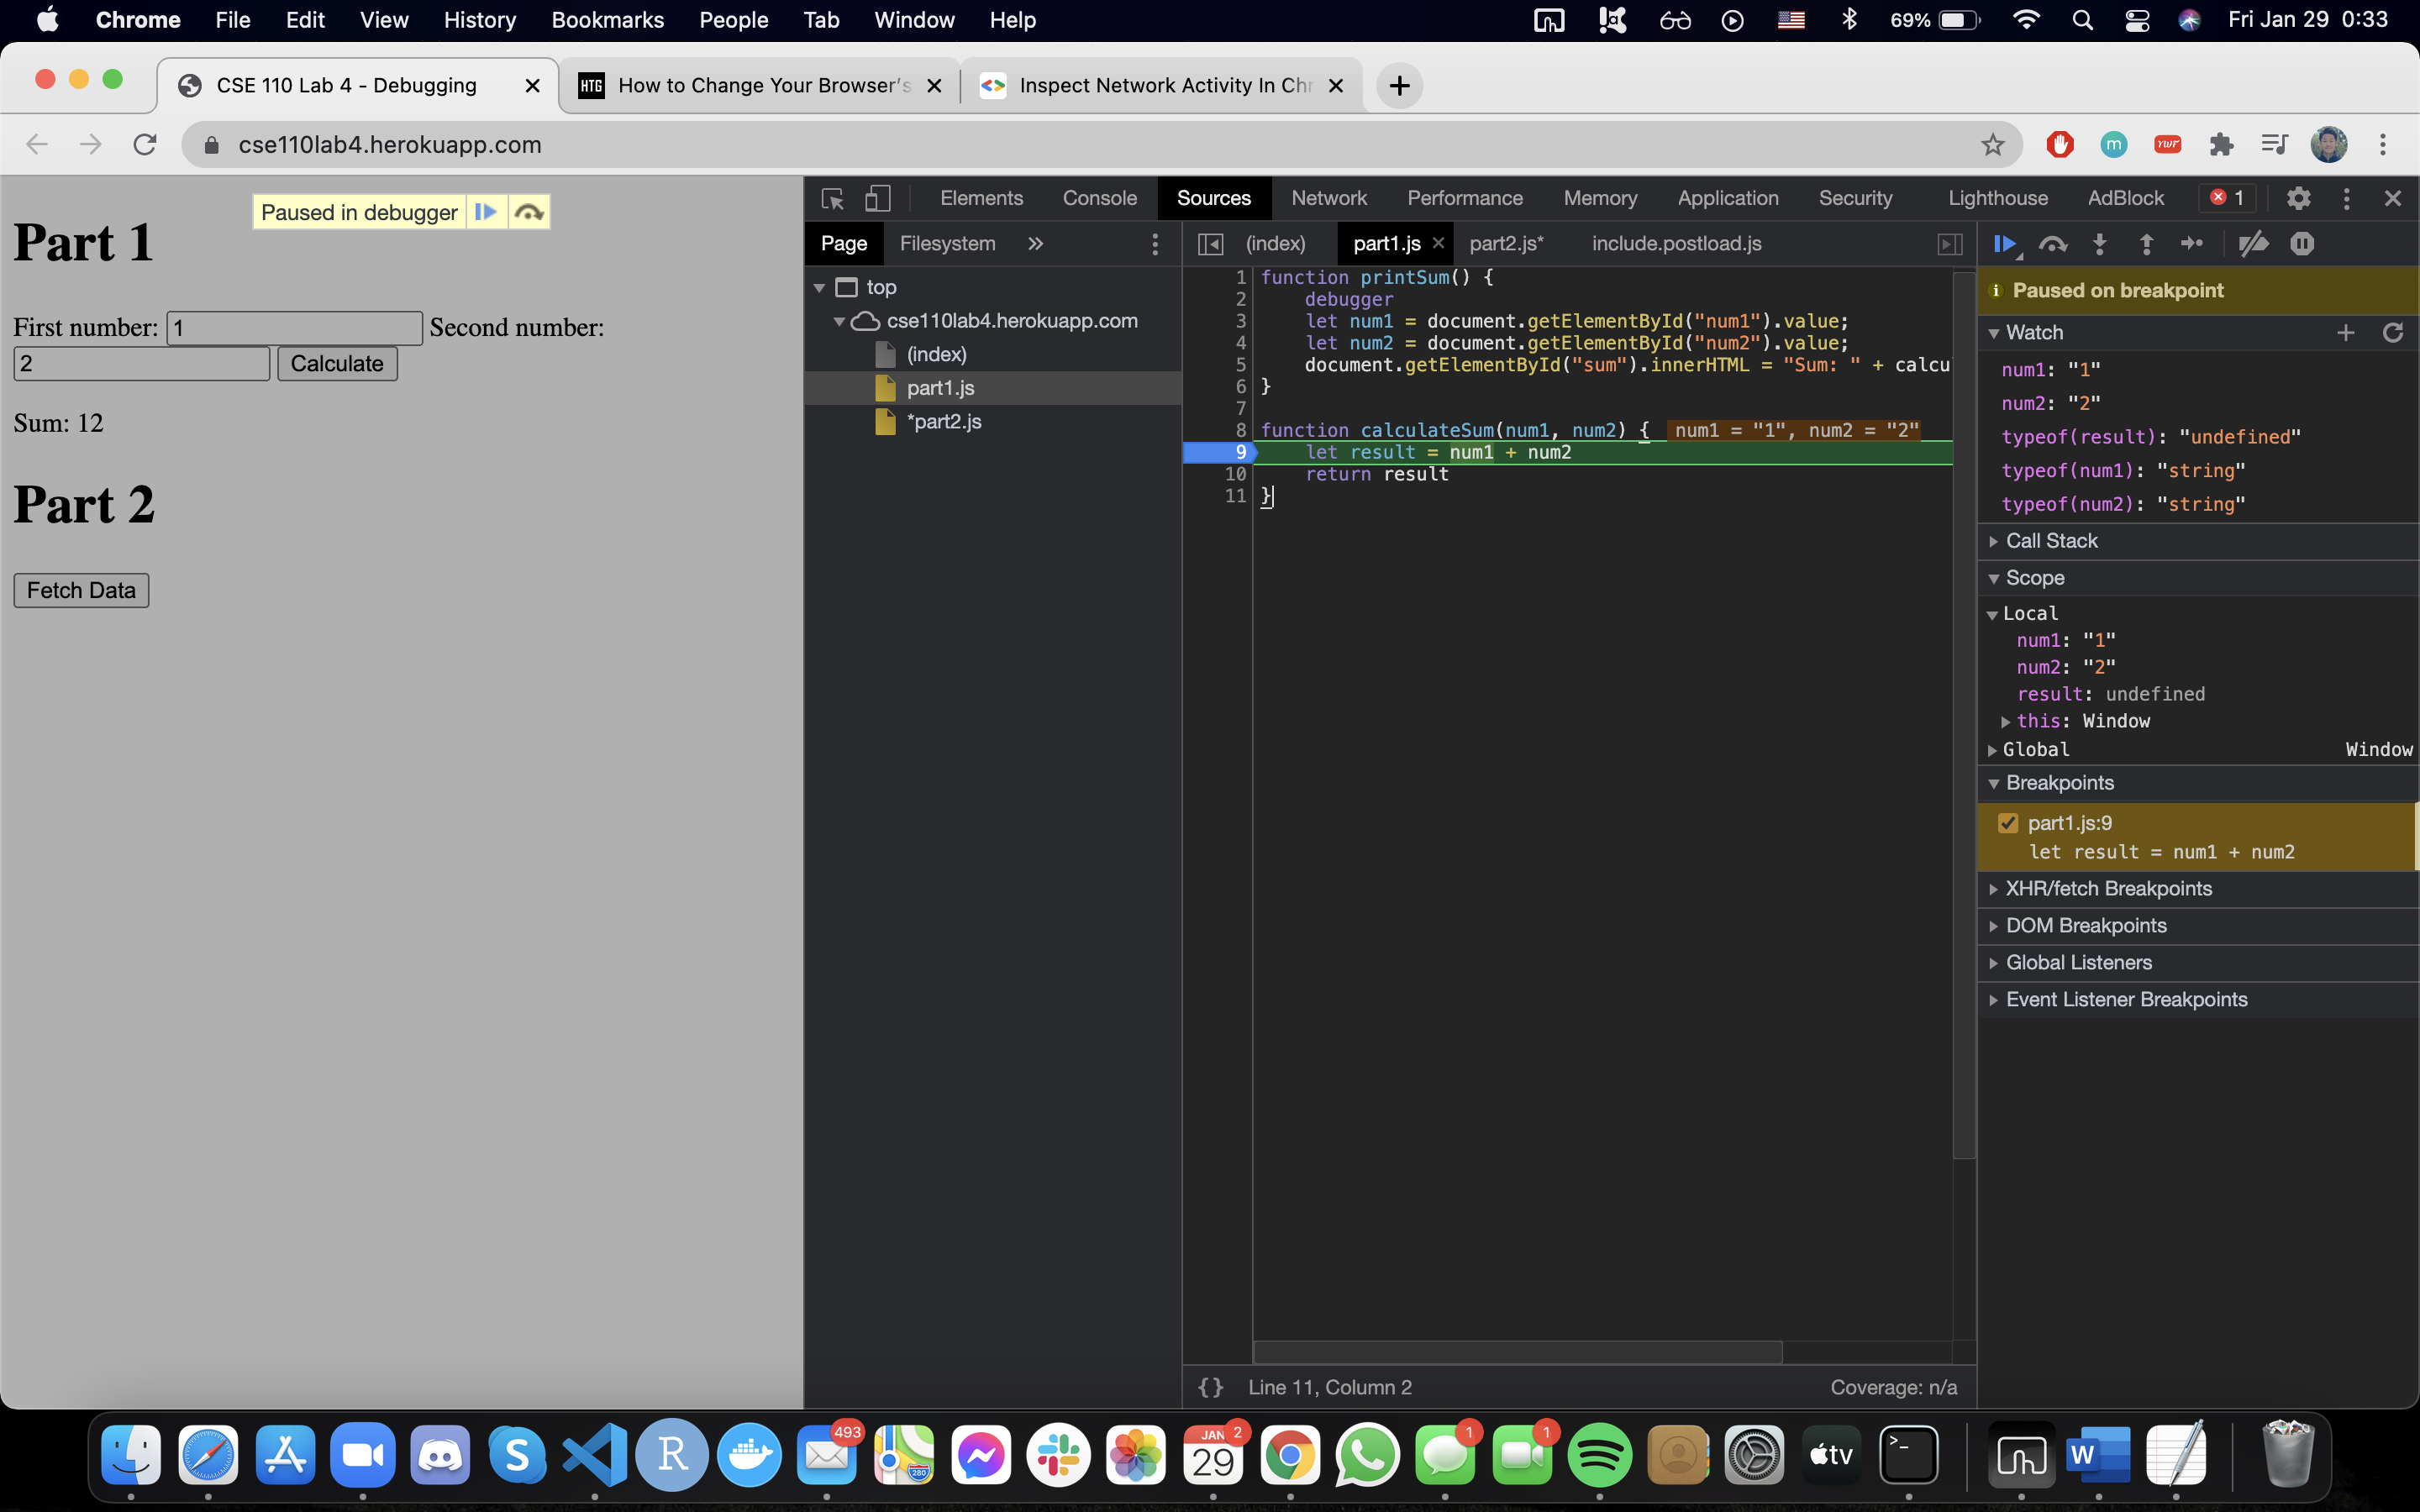 Chrome File Edit View History Bookmarks People Tab Window Help 69% Fri Jan 29 0:33
CSE 110 Lab 4 - Debugging
HTG How to Change Your Browser's
Inspect Network Activity In Chr
cse110lab4.herokuapp.com
m
YWT
Paused in debugger
Part 1
First number: 1 Second number:
2 Calculate
Sum: 12
Part 2
Fetch Data
Elements Console Sources Network Performance Memory Application Security Lighthouse AdBlock 1
Page Filesystem »
top
cse110lab4.herokuapp.com
(index)
part1.js
*part2.js
(index) part1.js part2.js* include.postload.js
1 function printSum() {
2 debugger
3 let num1 = document.getElementById("num1").value;
4 let num2 = document.getElementById("num2").value;
5 document.getElementById("sum").innerHTML = "Sum: " + calcu
6 }
7
8 function calculateSum(num1, num2) { num1 = "1", num2 = "2"
9 let result = num1 + num2
10 return result
11 }
{} Line 11, Column 2 Coverage: n/a
Paused on breakpoint
Watch
num1: "1"
num2: "2"
typeof(result): "undefined"
typeof(num1): "string"
typeof(num2): "string"
Call Stack
Scope
Local
num1: "1"
num2: "2"
result: undefined
this: Window
Global Window
Breakpoints
part1.js:9
let result = num1 + num2
XHR/fetch Breakpoints
DOM Breakpoints
Global Listeners
Event Listener Breakpoints
S R 493 280 JAN 2 29 1 1 tv >_ W